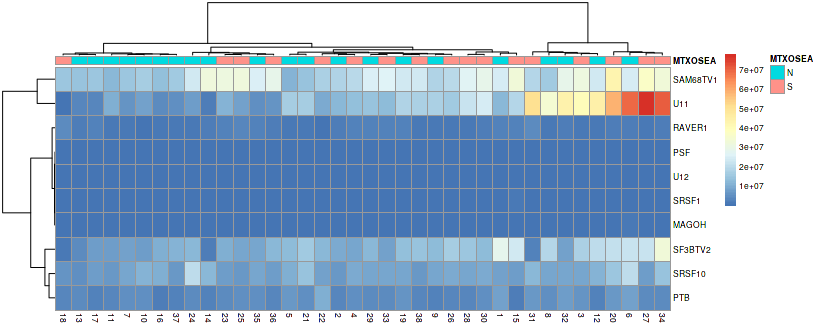 MTXOSEA
SAM68TV1
U11
RAVER1
PSF
U12
SRSF1
MAGOH
SF3BTV2
SRSF10
PTB
18 13 17 11 7 10 16 37 24 14 23 25 35 36 5 21 22 2 4 29 33 19 38 9 26 28 30 1 15 31 8 32 3 12 20 6 27 34
7e+07
6e+07
5e+07
4e+07
3e+07
2e+07
1e+07
MTXOSEA
N
S